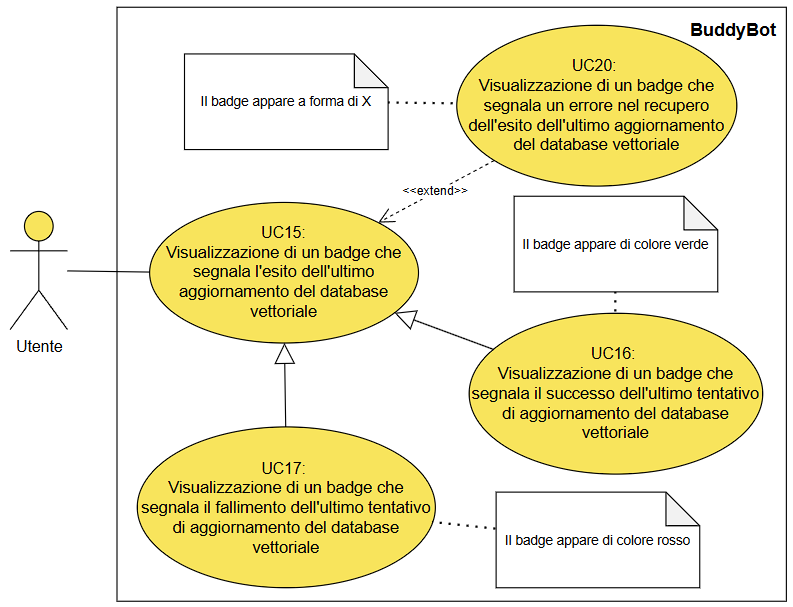 BuddyBot
UC20:
Visualizzazione di un badge che
segnala un errore nel recupero
dell'esito dell'ultimo aggiornamento
del database vettoriale
Il badge appare a forma di X
<<extend>>
UC15:
Visualizzazione di un badge che
segnala l'esito dell'ultimo
aggiornamento del database
vettoriale
Il badge appare di colore verde
Utente
UC16:
Visualizzazione di un badge che
segnala il successo dell'ultimo tentativo
di aggiornamento del database
vettoriale
UC17:
Visualizzazione di un badge che
segnala il fallimento dell'ultimo tentativo
di aggiornamento del database
vettoriale
Il badge appare di colore rosso